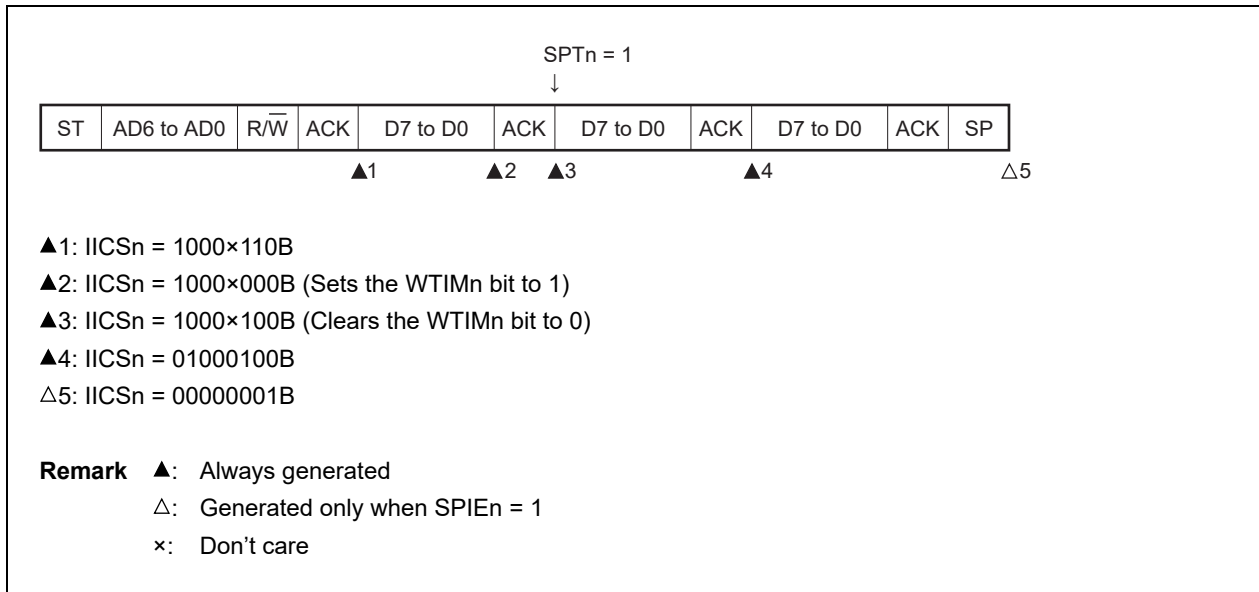 SPTn = 1
↓
ST AD6 to AD0 R/W̅ ACK D7 to D0 ACK D7 to D0 ACK D7 to D0 ACK SP
▲1 ▲2 ▲3 ▲4 △5
▲1: IICSn = 1000×110B
▲2: IICSn = 1000×000B (Sets the WTIMn bit to 1)
▲3: IICSn = 1000×100B (Clears the WTIMn bit to 0)
▲4: IICSn = 01000100B
△5: IICSn = 00000001B
Remark ▲: Always generated
△: Generated only when SPIEn = 1
×: Don't care